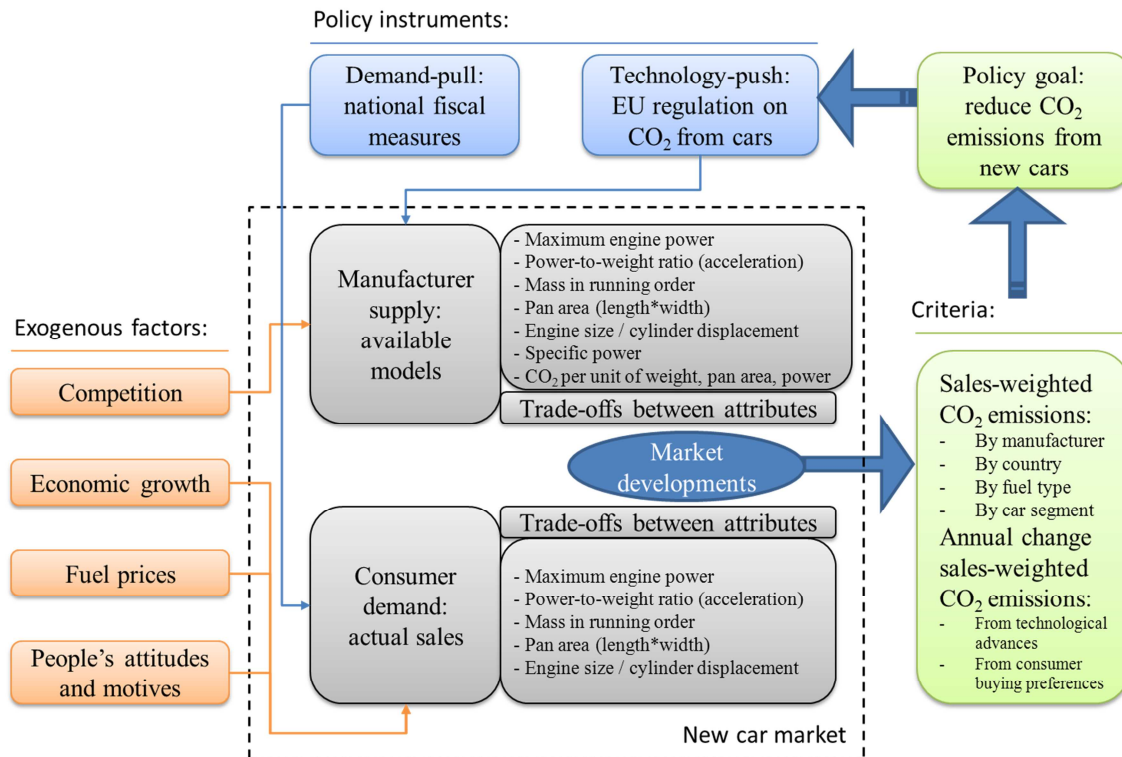 Policy instruments:
Demand-pull:
national fiscal
measures
Technology-push:
EU regulation on
CO₂ from cars
Policy goal:
reduce CO₂
emissions from
new cars
Exogenous factors:
Competition
Economic growth
Fuel prices
People’s attitudes
and motives
Manufacturer
supply:
available
models
- Maximum engine power
- Power-to-weight ratio (acceleration)
- Mass in running order
- Pan area (length*width)
- Engine size / cylinder displacement
- Specific power
- CO₂ per unit of weight, pan area, power
Trade-offs between attributes
Market
developments
Trade-offs between attributes
Consumer
demand:
actual sales
- Maximum engine power
- Power-to-weight ratio (acceleration)
- Mass in running order
- Pan area (length*width)
- Engine size / cylinder displacement
New car market
Criteria:
Sales-weighted
CO₂ emissions:
- By manufacturer
- By country
- By fuel type
- By car segment
Annual change
sales-weighted
CO₂ emissions:
- From technological
advances
- From consumer
buying preferences